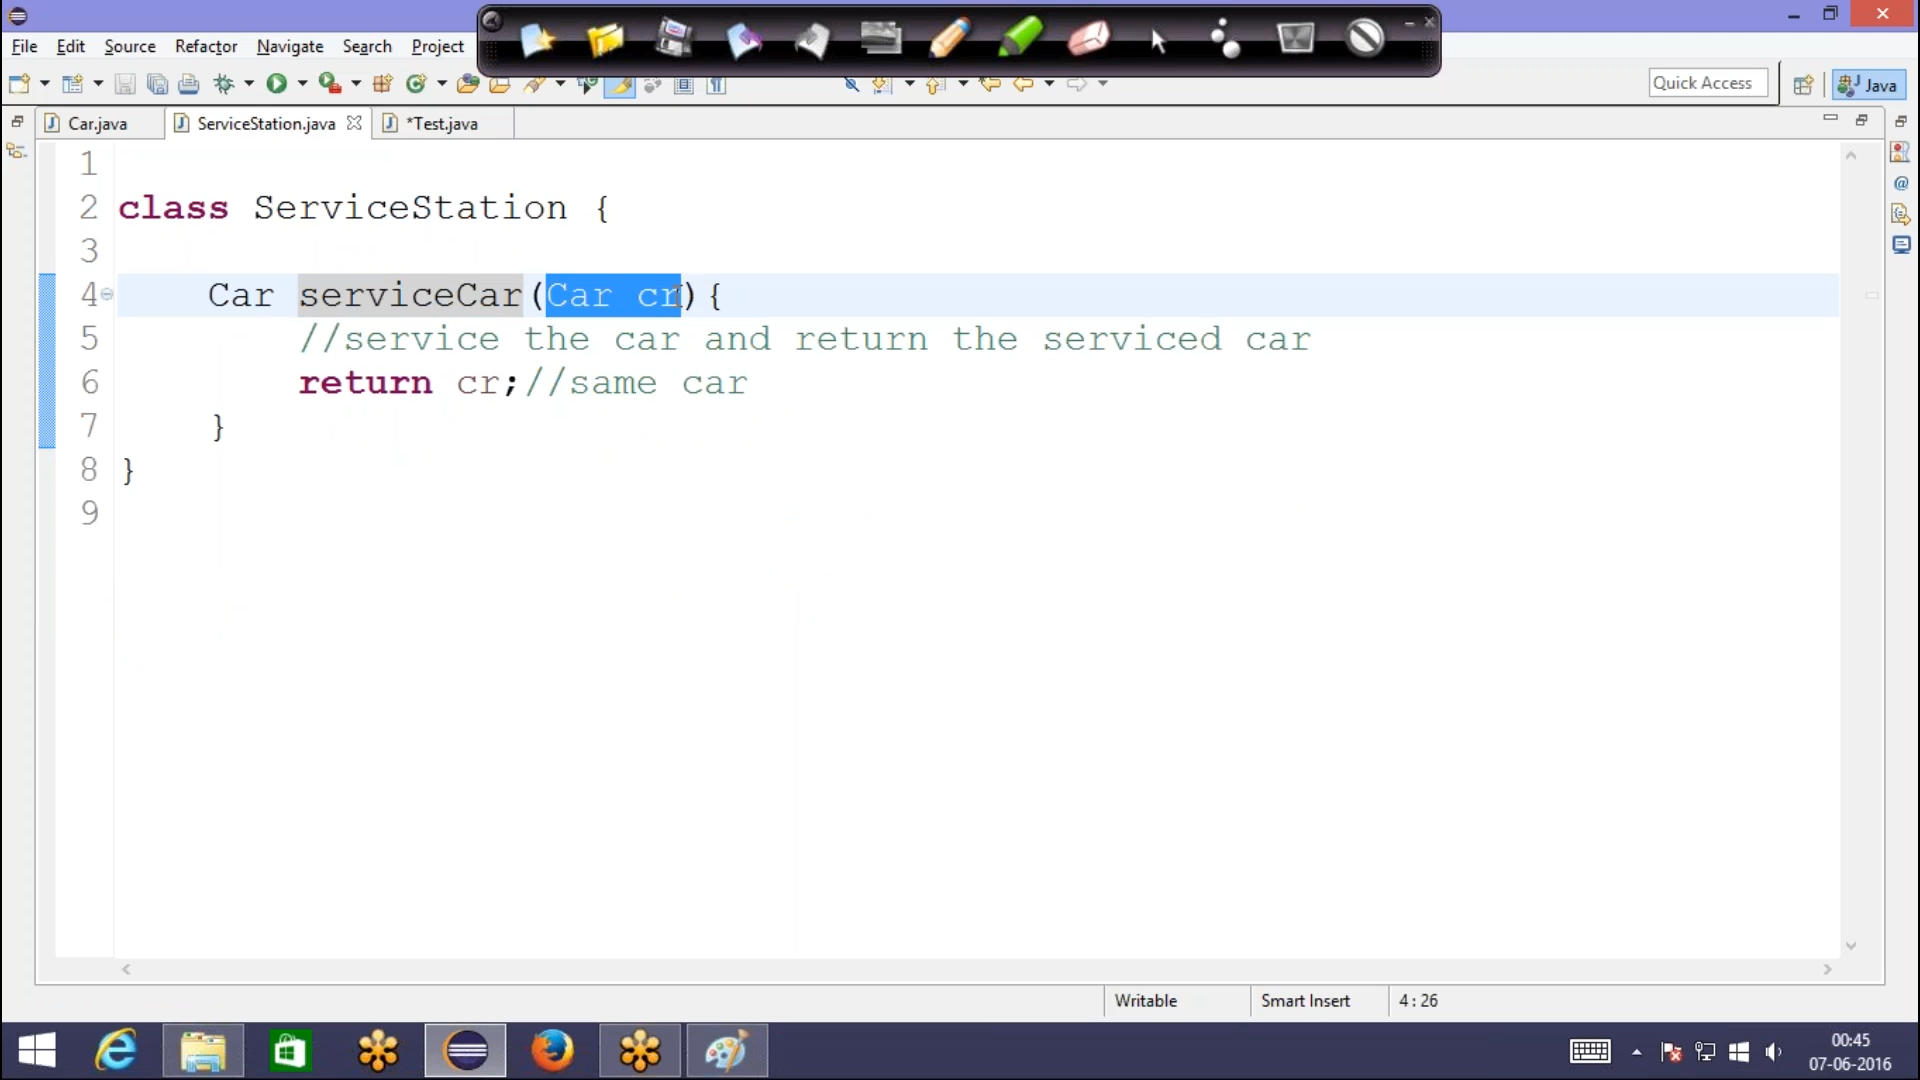 File Edit Source Refactor Navigate Search Project
Quick Access
Java
Car.java
ServiceStation.java
*Test.java
1
2 class ServiceStation {
3
4 Car serviceCar(Car cr){
5 //service the car and return the serviced car
6 return cr;//same car
7 }
8 }
9
Writable
Smart Insert
4 : 26
00:45
07-06-2016